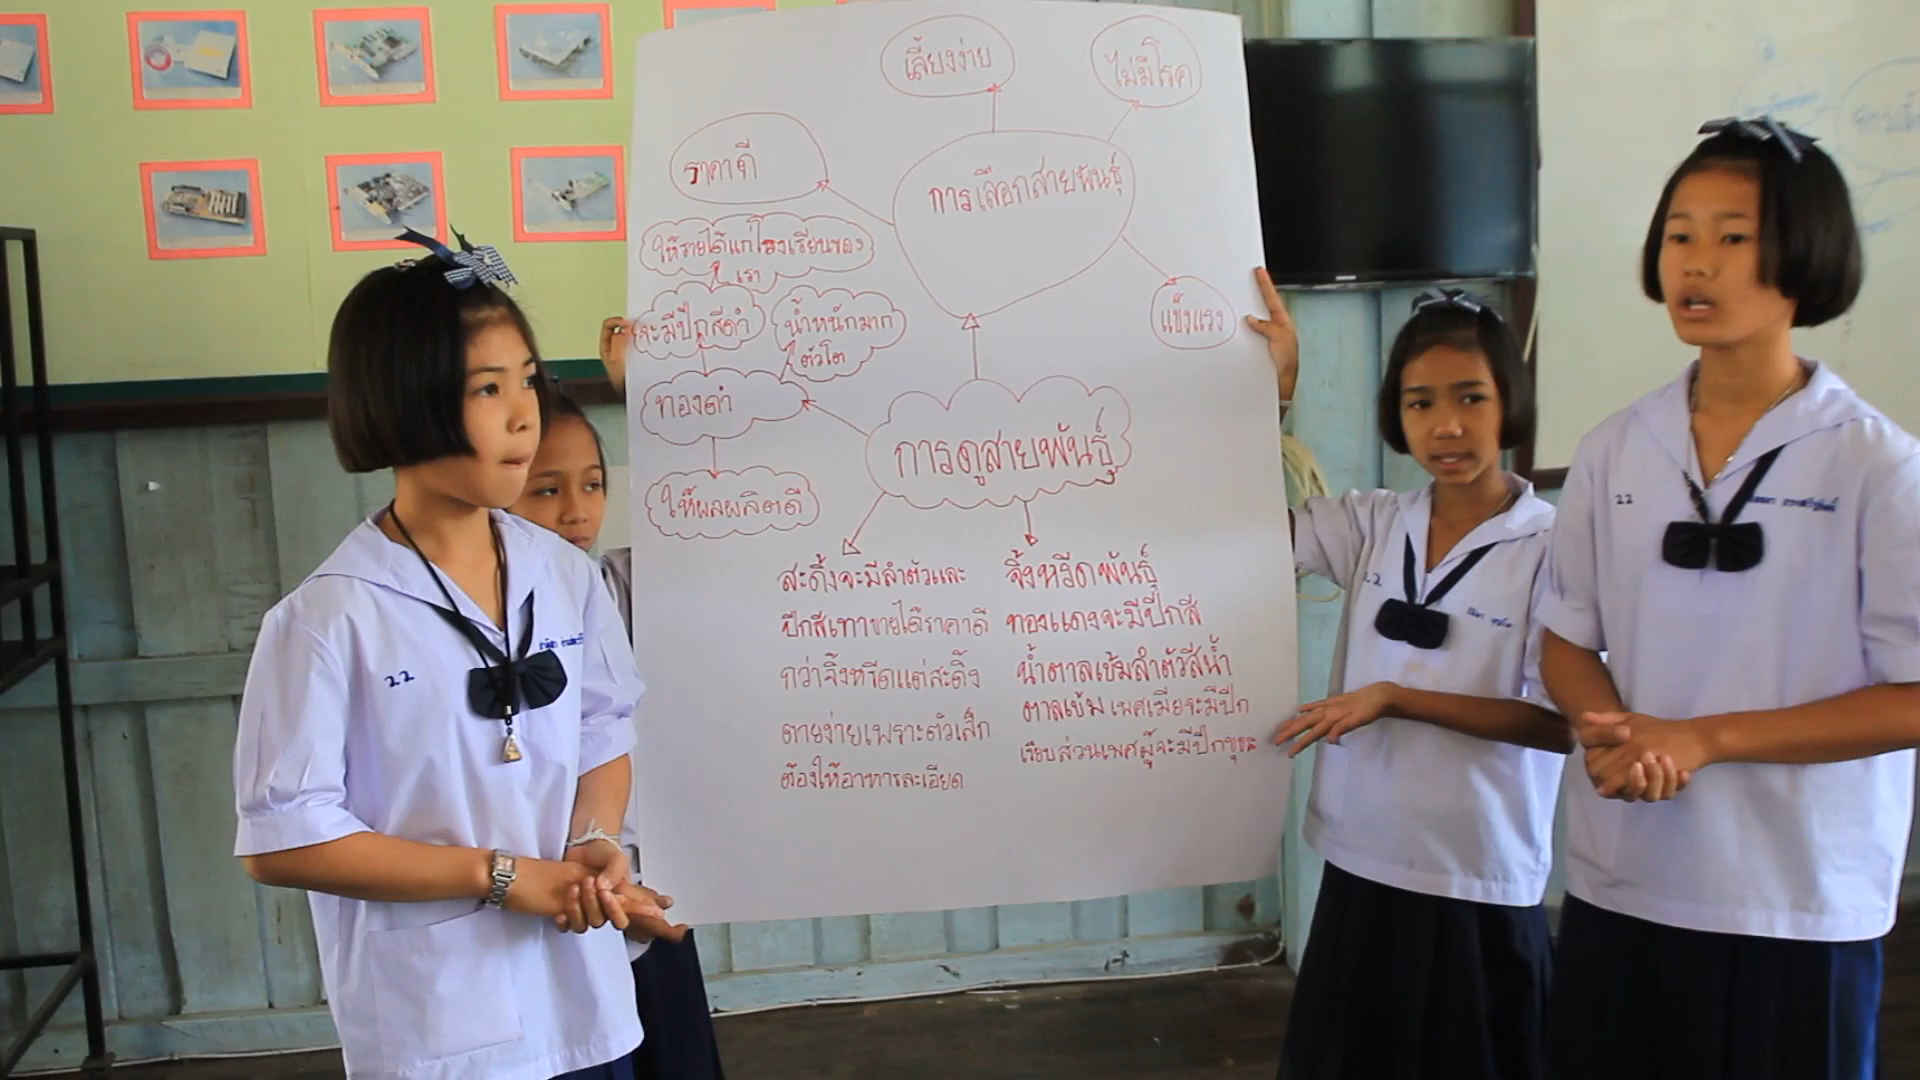 เลี้ยงง่าย
ไม่มีโรค
ราคาดี
การเลือกสายพันธุ์
ให้รายได้แก่โรงเรียนของ
เรา
จะมีปีกสีดำ
น้ำหนักมาก
ตัวโต
แข็งแรง
ทองดำ
การดูสายพันธุ์
ให้ผลผลิตดี
สะดิ้งจะมีลำตัวและ
ปีกสีเทาขายได้ราคาดี
กว่าจิ้งหรีดแต่สะดิ้ง
ตายง่ายเพราะตัวเล็ก
ต้องให้อาหารละเอียด
จิ้งหรีดพันธุ์
ทองแดงจะมีปีกสี
น้ำตาลเข้มลำตัวสีน้ำ
ตาลเข้ม เพศเมียจะมีปีก
เรียบส่วนเพศผู้จะมีปีกขุขระ